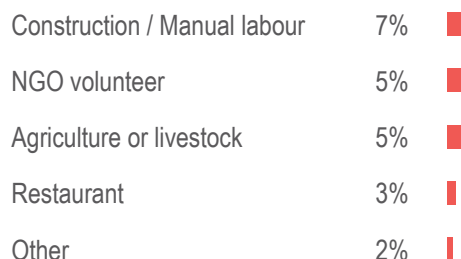 Construction / Manual labour 7%
NGO volunteer 5%
Agriculture or livestock 5%
Restaurant 3%
Other 2%